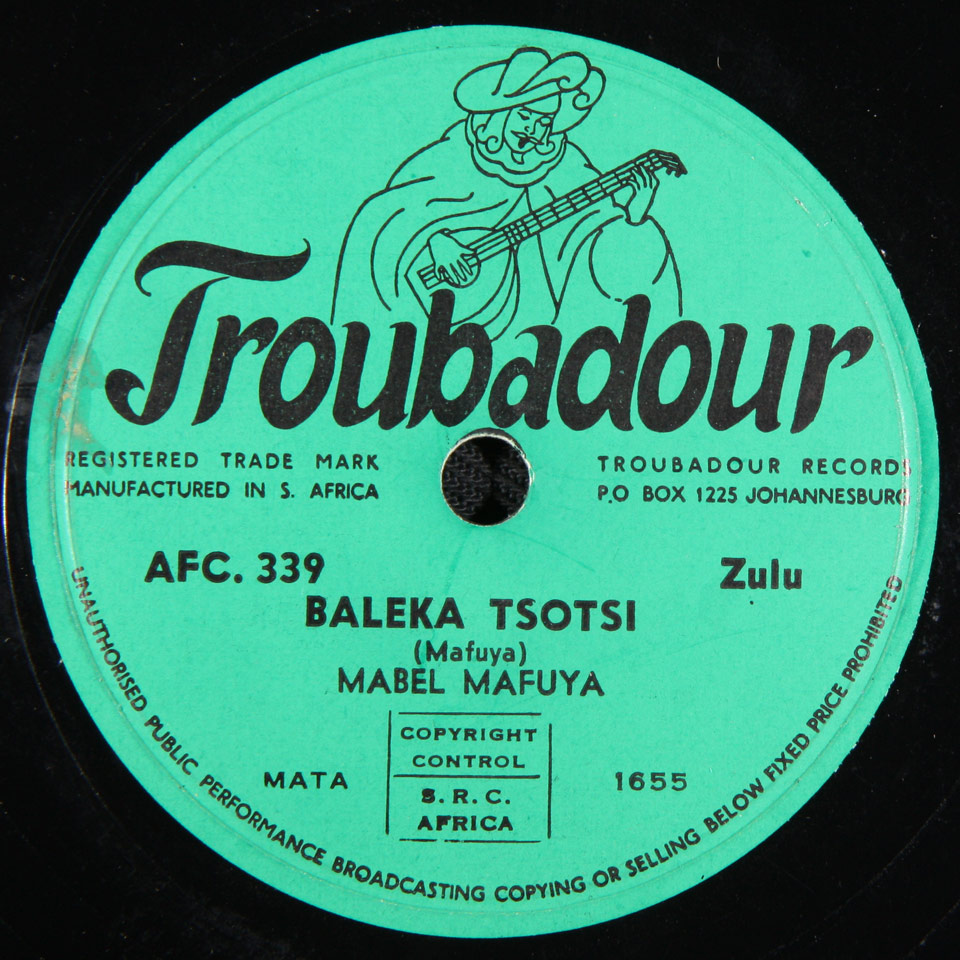 Troubadour
REGISTERED TRADE MARK
MANUFACTURED IN S. AFRICA
TROUBADOUR RECORDS
P.O BOX 1225 JOHANNESBURG
AFC. 339
Zulu
BALEKA TSOTSI
(Mafuya)
MABEL MAFUYA
COPYRIGHT
CONTROL
S. R. C.
AFRICA
MATA
1655
UNAUTHORISED PUBLIC PERFORMANCE BROADCASTING COPYING OR SELLING BELOW FIXED PRICE PROHIBITED